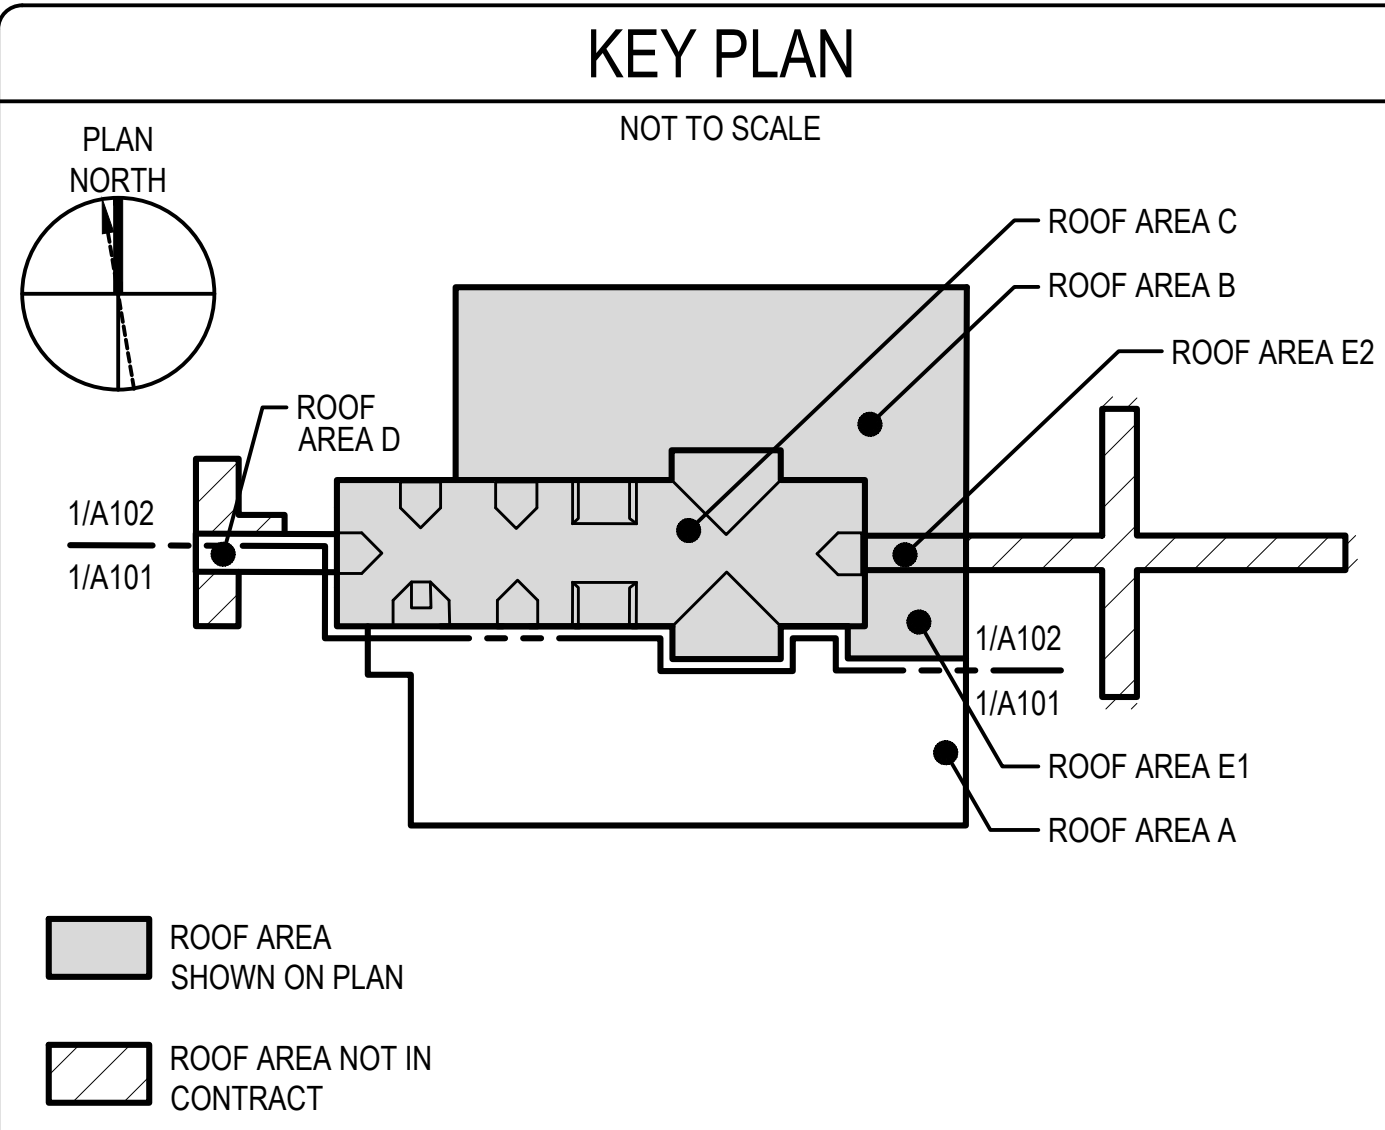 KEY PLAN
NOT TO SCALE
PLAN
NORTH
ROOF AREA C
ROOF AREA B
ROOF AREA E2
ROOF
AREA D
1/A102
1/A101
1/A102
1/A101
ROOF AREA E1
ROOF AREA A
ROOF AREA
SHOWN ON PLAN
ROOF AREA NOT IN
CONTRACT